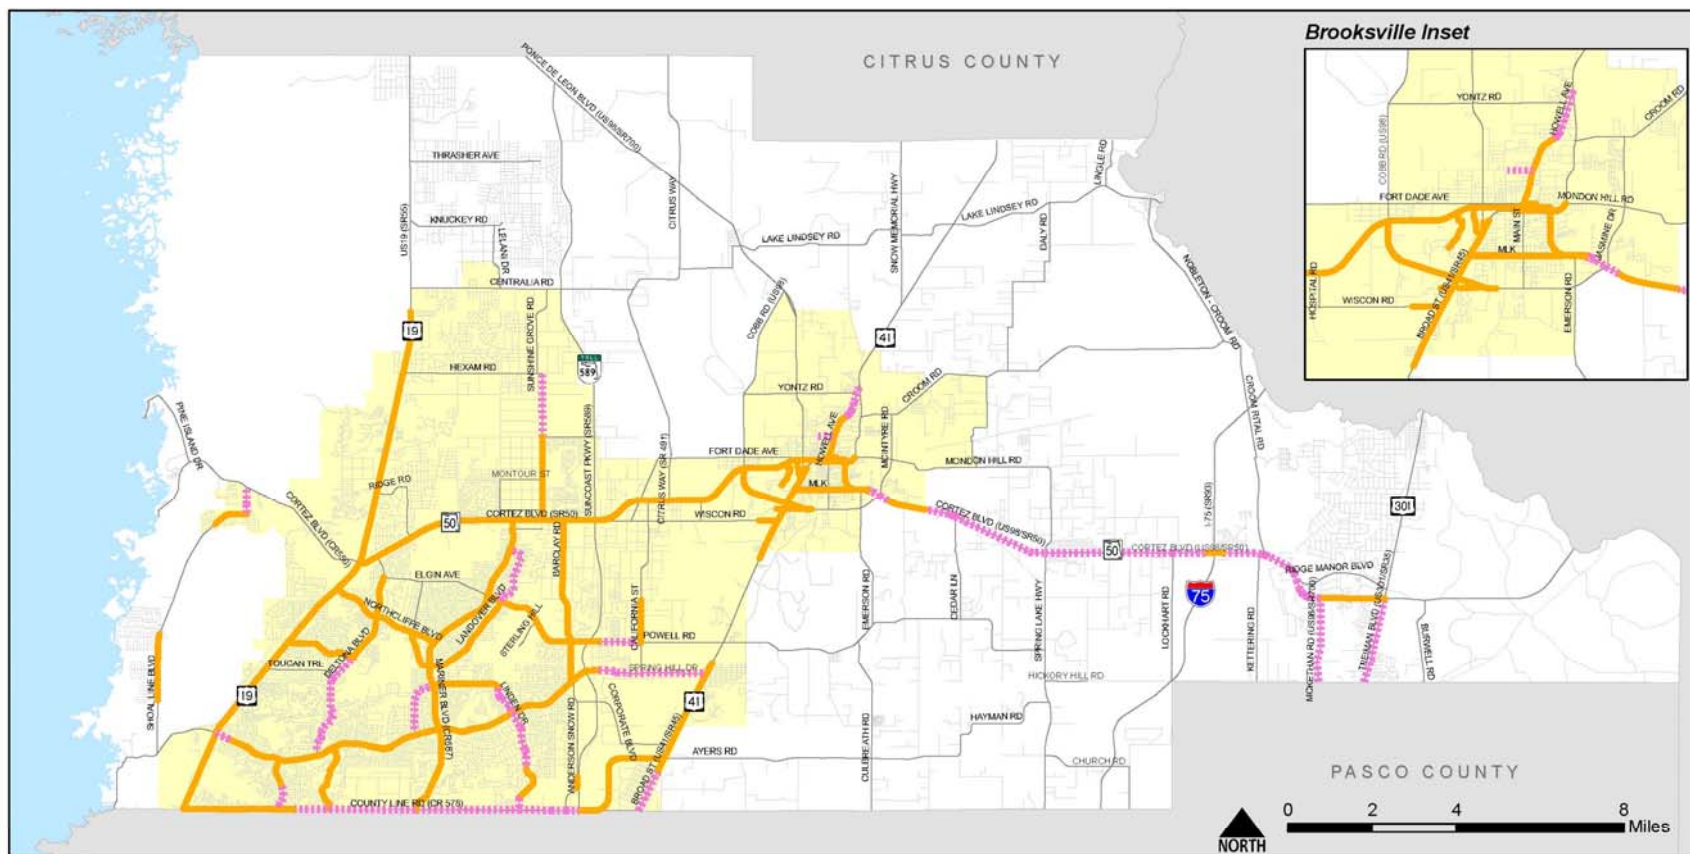 Brooksville Inset
CITRUS COUNTY
PONCE DE LEON BLVD (US98/SR700)
THRASHER AVE
US19 (SR55)
KNUCKEY RD
LELANI DR
CITRUS WAY
LAKE LINDSEY RD
SNOW MEMORIAL HWY
LAKE LINDSEY RD
LINGLE RD
DALY RD
NOBLETON - CROOM RD
CENTRALIA RD
SUNSHINE GROVE RD
COBB RD (US98)
19
TOLL
589
41
HEXAM RD
YONTZ RD
CROOM RD
CROOM RITAL RD
PINE ISLAND DR
SUNCOAST PKWY (SR589)
CITRUS WAY (SR 491)
HOWELL AVE
MCINTYRE RD
FORT DADE AVE
MONDON HILL RD
MONTOUR ST
RIDGE RD
MLK
I-75 (SR93)
301
CORTEZ BLVD (CR550)
50
CORTEZ BLVD (SR50)
WISCON RD
CORTEZ BLVD (US98/SR50)
50
CORTEZ BLVD (US98/SR50)
BARCLAY RD
RIDGE MANOR BLVD
ELGIN AVE
NORTHCLIFFE BLVD
LANDOVER BLVD
STERLING HILL
CALIFORNIA ST
POWELL RD
EMERSON RD
CEDAR LN
SPRING LAKE HWY
LOCKHART RD
75
KETTERING RD
MCKETHAN RD (US98/SR700)
TREIMAN BLVD (US301/SR35)
BURWELL RD
SHOAL LINE BLVD
TOUCAN TRL
DELTONA BLVD
MARINER BLVD (CR587)
LINDEN DR
SPRING HILL DR
HICKORY HILL RD
19
41
ANDERSON SNOW RD
CORPORATE BLVD
BROAD ST (US41/SR45)
AYERS RD
CULBREATH RD
HAYMAN RD
CHURCH RD
COUNTY LINE RD (CR 578)
PASCO COUNTY
NORTH
0 2 4 8
Miles
YONTZ RD
HOWELL AVE
CROOM RD
COBB RD (US98)
FORT DADE AVE
MONDON HILL RD
MAIN ST
JASMINE DR
MLK
HOSPITAL RD
WISCON RD
BROAD ST (US41/SR45)
EMERSON RD